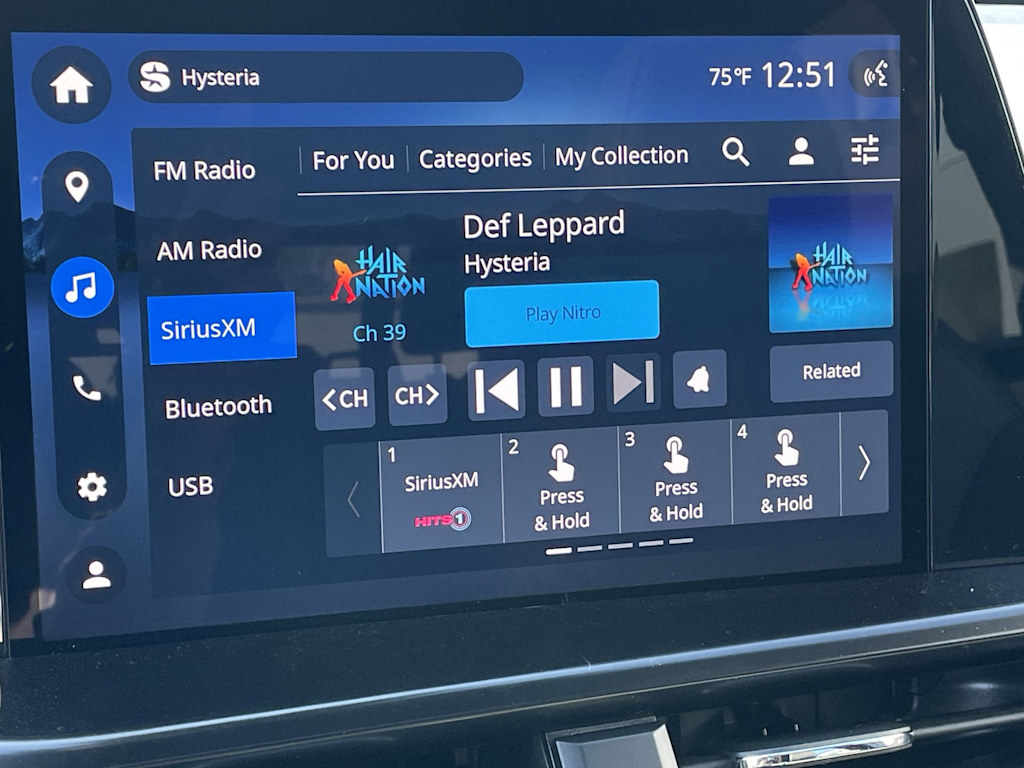 Hysteria
75°F 12:51
FM Radio
AM Radio
SiriusXM
Bluetooth
USB
For You
Categories
My Collection
Def Leppard
Hysteria
HAIR
NATION
Ch 39
Play Nitro
HAIR
NATION
<CH
CH>
Related
1
SiriusXM
HITS 1
2
Press
& Hold
3
Press
& Hold
4
Press
& Hold